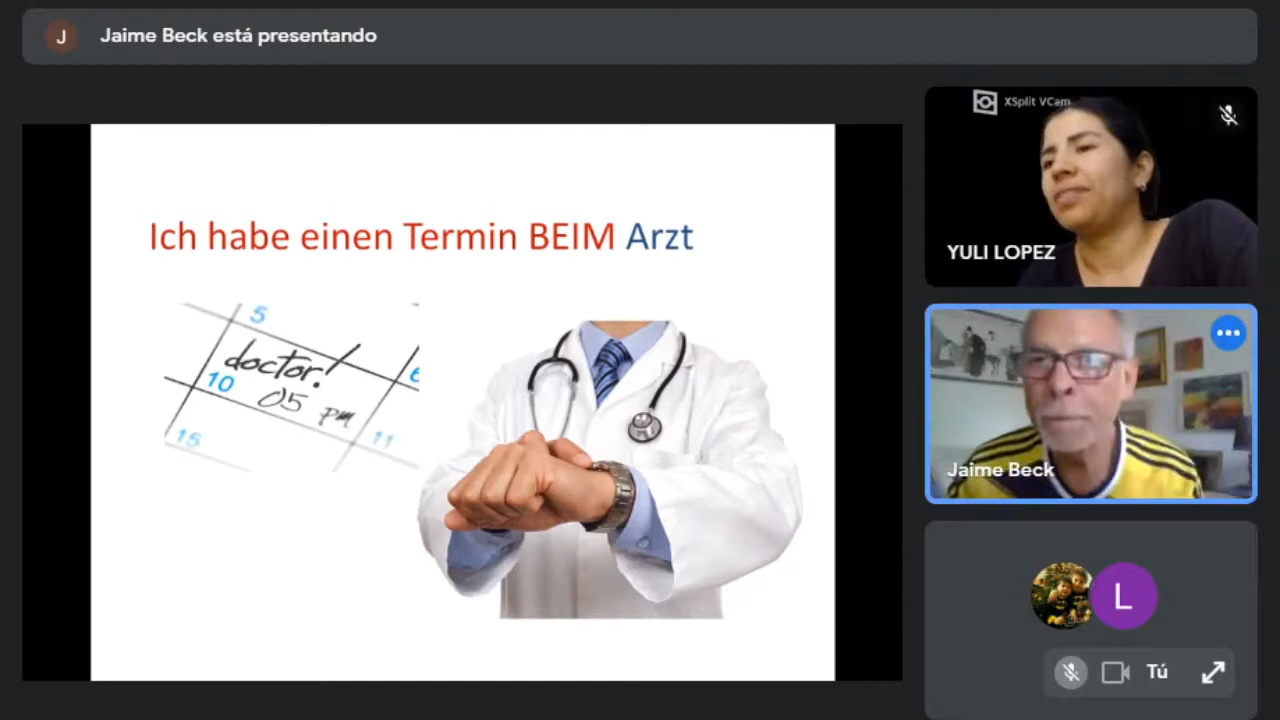 J
Jaime Beck está presentando
XSplit VCam
YULI LOPEZ
Ich habe einen Termin BEIM Arzt
5
doctor!
6
10
05 pm
15
11
Jaime Beck
L
Tú